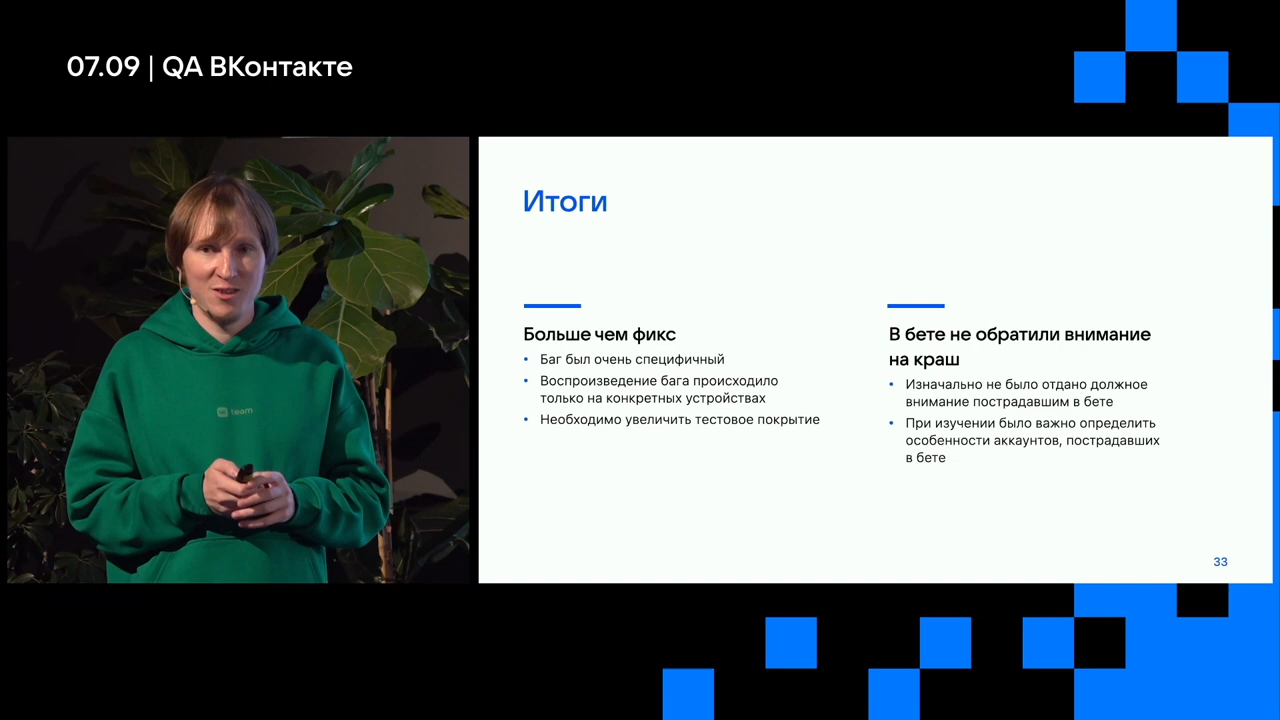 07.09 | QA ВКонтакте
team
Итоги
Больше чем фикс
• Баг был очень специфичный
• Воспроизведение бага происходило
только на конкретных устройствах
• Необходимо увеличить тестовое покрытие
В бете не обратили внимание
на краш
• Изначально не было отдано должное
внимание пострадавшим в бете
• При изучении было важно определить
особенности аккаунтов, пострадавших
в бете
33